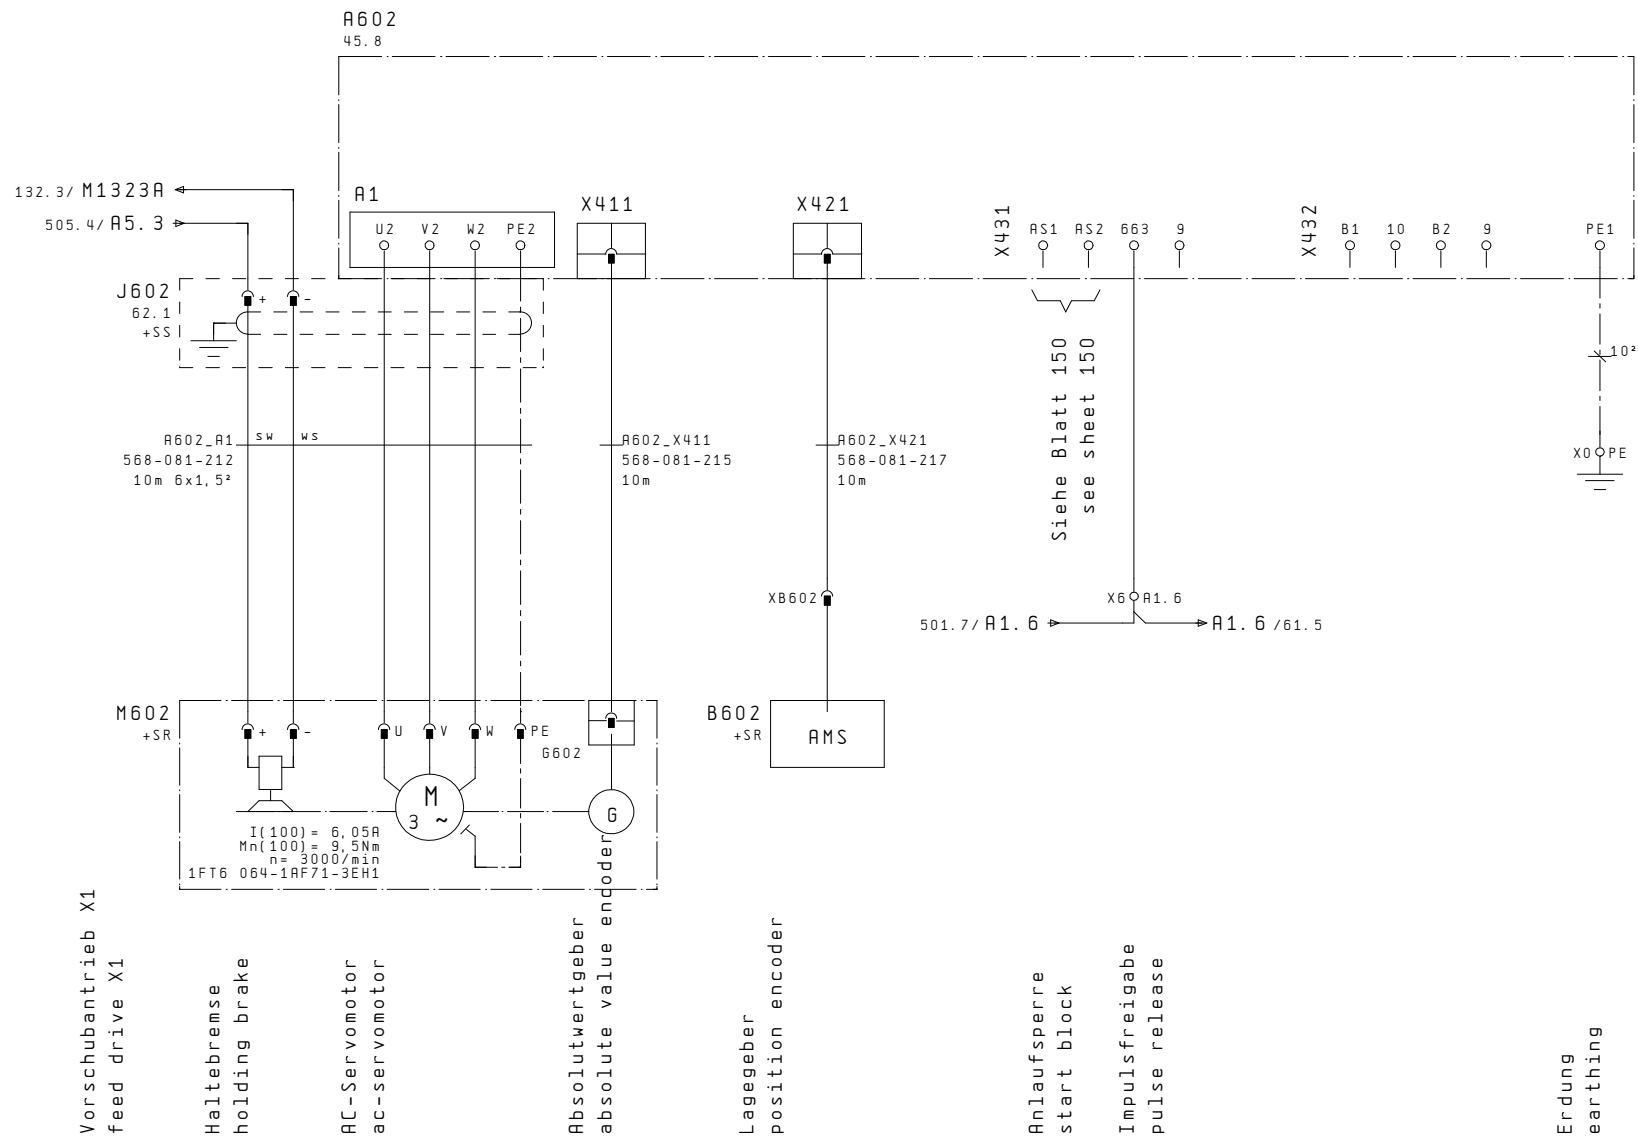 A602
45.8
132.3/ M1323A
505.4/ A5.3
A1
U2 V2 W2 PE2
X411
X421
X431
AS1 AS2 663 9
X432
B1 10 B2 9
PE1
J602
62.1
+SS
+ -
10²
Siehe Blatt 150
see sheet 150
A602_A1
SW WS
568-081-212
10m 6x1,5²
A602_X411
568-081-215
10m
A602_X421
568-081-217
10m
X0 PE
XB602
X6 A1.6
501.7/ A1.6
A1.6 /61.5
M602
+SR
+ - U V W PE
G602
B602
+SR
AMS
M
3 ~
G
I(100)= 6,05A
Mn(100)= 9,5Nm
n= 3000/min
1FT6 064-1AF71-3EH1
Vorschubantrieb X1
feed drive X1
Haltebremse
holding brake
AC-Servomotor
ac-servomotor
Absolutwertgeber
absolute value encoder
Lagegeber
position encoder
Anlaufsperre
start block
Impulsfreigabe
pulse release
Erdung
earthing